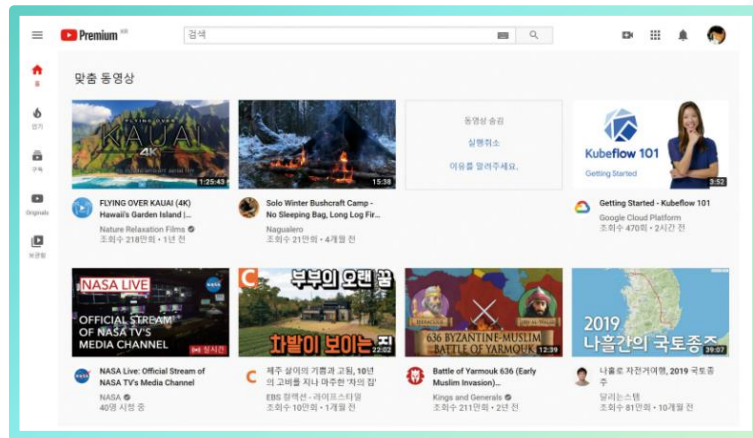 Premium KR
검색
홈
인기
구독
Originals
보관함
맞춤 동영상
FLYING OVER
KAUAI
4K
1:25:43
FLYING OVER KAUAI (4K)
Hawaii's Garden Island |...
Nature Relaxation Films
조회수 218만회 • 1년 전
15:38
Solo Winter Bushcraft Camp -
No Sleeping Bag, Long Log Fir...
Nagualero
조회수 21만회 • 4개월 전
동영상 숨김
실행취소
이유를 알려주세요.
Kubeflow 101
Getting Started
3:52
Getting Started - Kubeflow 101
Google Cloud Platform
조회수 470회 • 2시간 전
NASA LIVE
OFFICIAL STREAM
OF NASA TV'S
MEDIA CHANNEL
실시간
NASA Live: Official Stream of
NASA TV's Media Channel
NASA
40명 시청 중
C
부부의 오랜 꿈
차밭이 보이는 집
22:02
제주 살이의 기쁨과 고됨, 10년
의 고비를 지나 마주한 '차의 집'
EBS 컬렉션 - 라이프스타일
조회수 10만회 • 1개월 전
636 BYZANTINE-MUSLIM
BATTLE OF YARMOUK
12:39
Battle of Yarmouk 636 (Early
Muslim Invasion)...
Kings and Generals
조회수 211만회 • 2년 전
2019
나홀간의 국토종주
39:07
나홀로 자전거여행, 2019 국토종
주
달리는스템
조회수 81만회 • 10개월 전